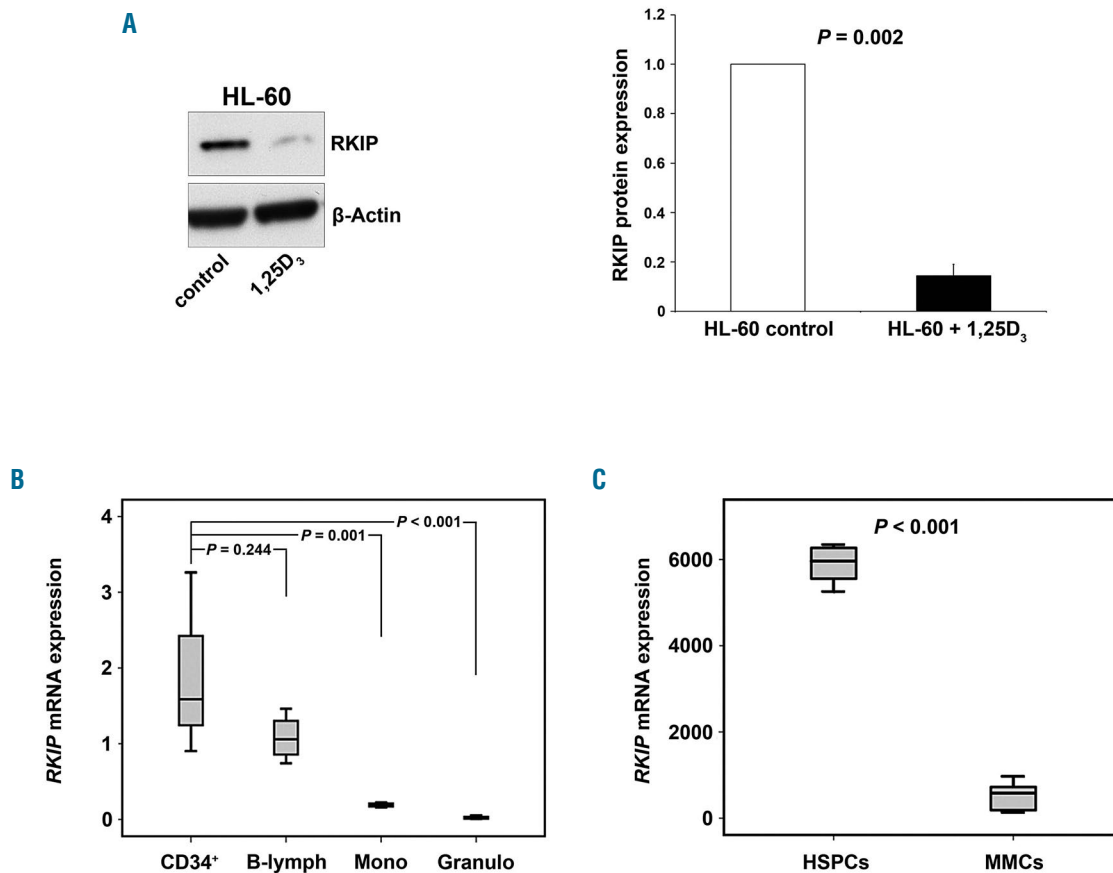 A
HL-60
RKIP
β-Actin
control
1,25D₃
P = 0.002
RKIP protein expression
1.2
1.0
0.8
0.6
0.4
0.2
0
HL-60 control
HL-60 + 1,25D₃
B
RKIP mRNA expression
4
3
2
1
0
P < 0.001
P = 0.001
P = 0.244
CD34⁺
B-lymph
Mono
Granulo
C
RKIP mRNA expression
6000
4000
2000
0
P < 0.001
HSPCs
MMCs